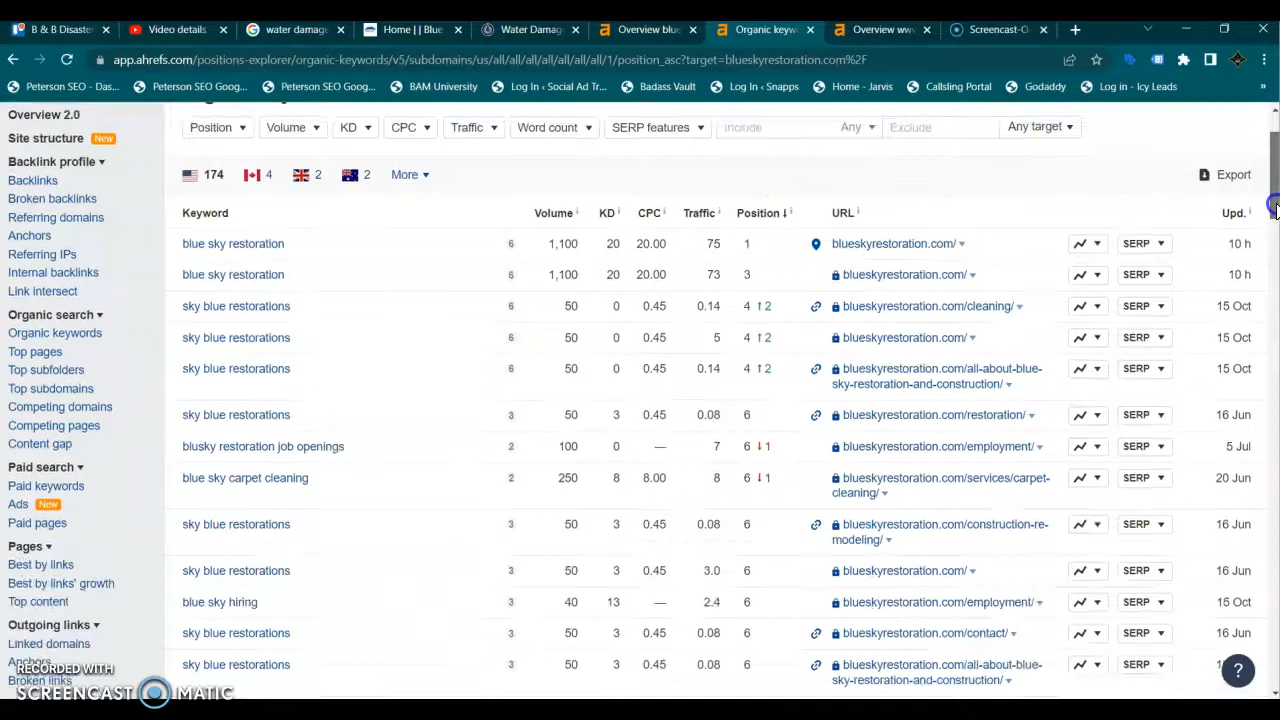 B & B Disaste Video details water damage Home || Blue Water Damag Overview blue Organic keyw Overview www Screencast-O
app.ahrefs.com/positions-explorer/organic-keywords/v5/subdomains/us/all/all/all/all/all/all/1/position_asc?target=blueskyrestoration.com%2F
Peterson SEO - Das... Peterson SEO Goog... Peterson SEO Goog... BAM University Log In ‹ Social Ad Tr... Badass Vault Log In ‹ Snapps Home - Jarvis Callsling Portal Godaddy Log in - Icy Leads »
Overview 2.0
Site structure New
Backlink profile
Backlinks
Broken backlinks
Referring domains
Anchors
Referring IPs
Internal backlinks
Link intersect
Organic search
Organic keywords
Top pages
Top subfolders
Top subdomains
Competing domains
Competing pages
Content gap
Paid search
Paid keywords
Ads New
Paid pages
Pages
Best by links
Best by links' growth
Top content
Outgoing links
Linked domains
Anchors
Broken links
Position Volume KD CPC Traffic Word count SERP features Include Any Exclude Any target
174 4 2 2 More Export
Keyword Volume KD CPC Traffic Position URL Upd.
blue sky restoration 6 1,100 20 20.00 75 1 blueskyrestoration.com/ SERP 10 h
blue sky restoration 6 1,100 20 20.00 73 3 blueskyrestoration.com/ SERP 10 h
sky blue restorations 6 50 0 0.45 0.14 4 ↑2 blueskyrestoration.com/cleaning/ SERP 15 Oct
sky blue restorations 6 50 0 0.45 5 4 ↑2 blueskyrestoration.com/ SERP 15 Oct
sky blue restorations 6 50 0 0.45 0.14 4 ↑2 blueskyrestoration.com/all-about-blue- SERP 15 Oct
sky-restoration-and-construction/
sky blue restorations 3 50 3 0.45 0.08 6 blueskyrestoration.com/restoration/ SERP 16 Jun
blusky restoration job openings 2 100 0 — 7 6 ↓1 blueskyrestoration.com/employment/ SERP 5 Jul
blue sky carpet cleaning 2 250 8 8.00 8 6 ↓1 blueskyrestoration.com/services/carpet- SERP 20 Jun
cleaning/
sky blue restorations 3 50 3 0.45 0.08 6 blueskyrestoration.com/construction-re- SERP 16 Jun
modeling/
sky blue restorations 3 50 3 0.45 3.0 6 blueskyrestoration.com/ SERP 16 Jun
blue sky hiring 3 40 13 — 2.4 6 blueskyrestoration.com/employment/ SERP 15 Oct
sky blue restorations 3 50 3 0.45 0.08 6 blueskyrestoration.com/contact/ SERP 16 Jun
sky blue restorations 3 50 3 0.45 0.08 6 blueskyrestoration.com/all-about-blue- SERP
sky-restoration-and-construction/
?
RECORDED WITH
SCREENCAST MATIC